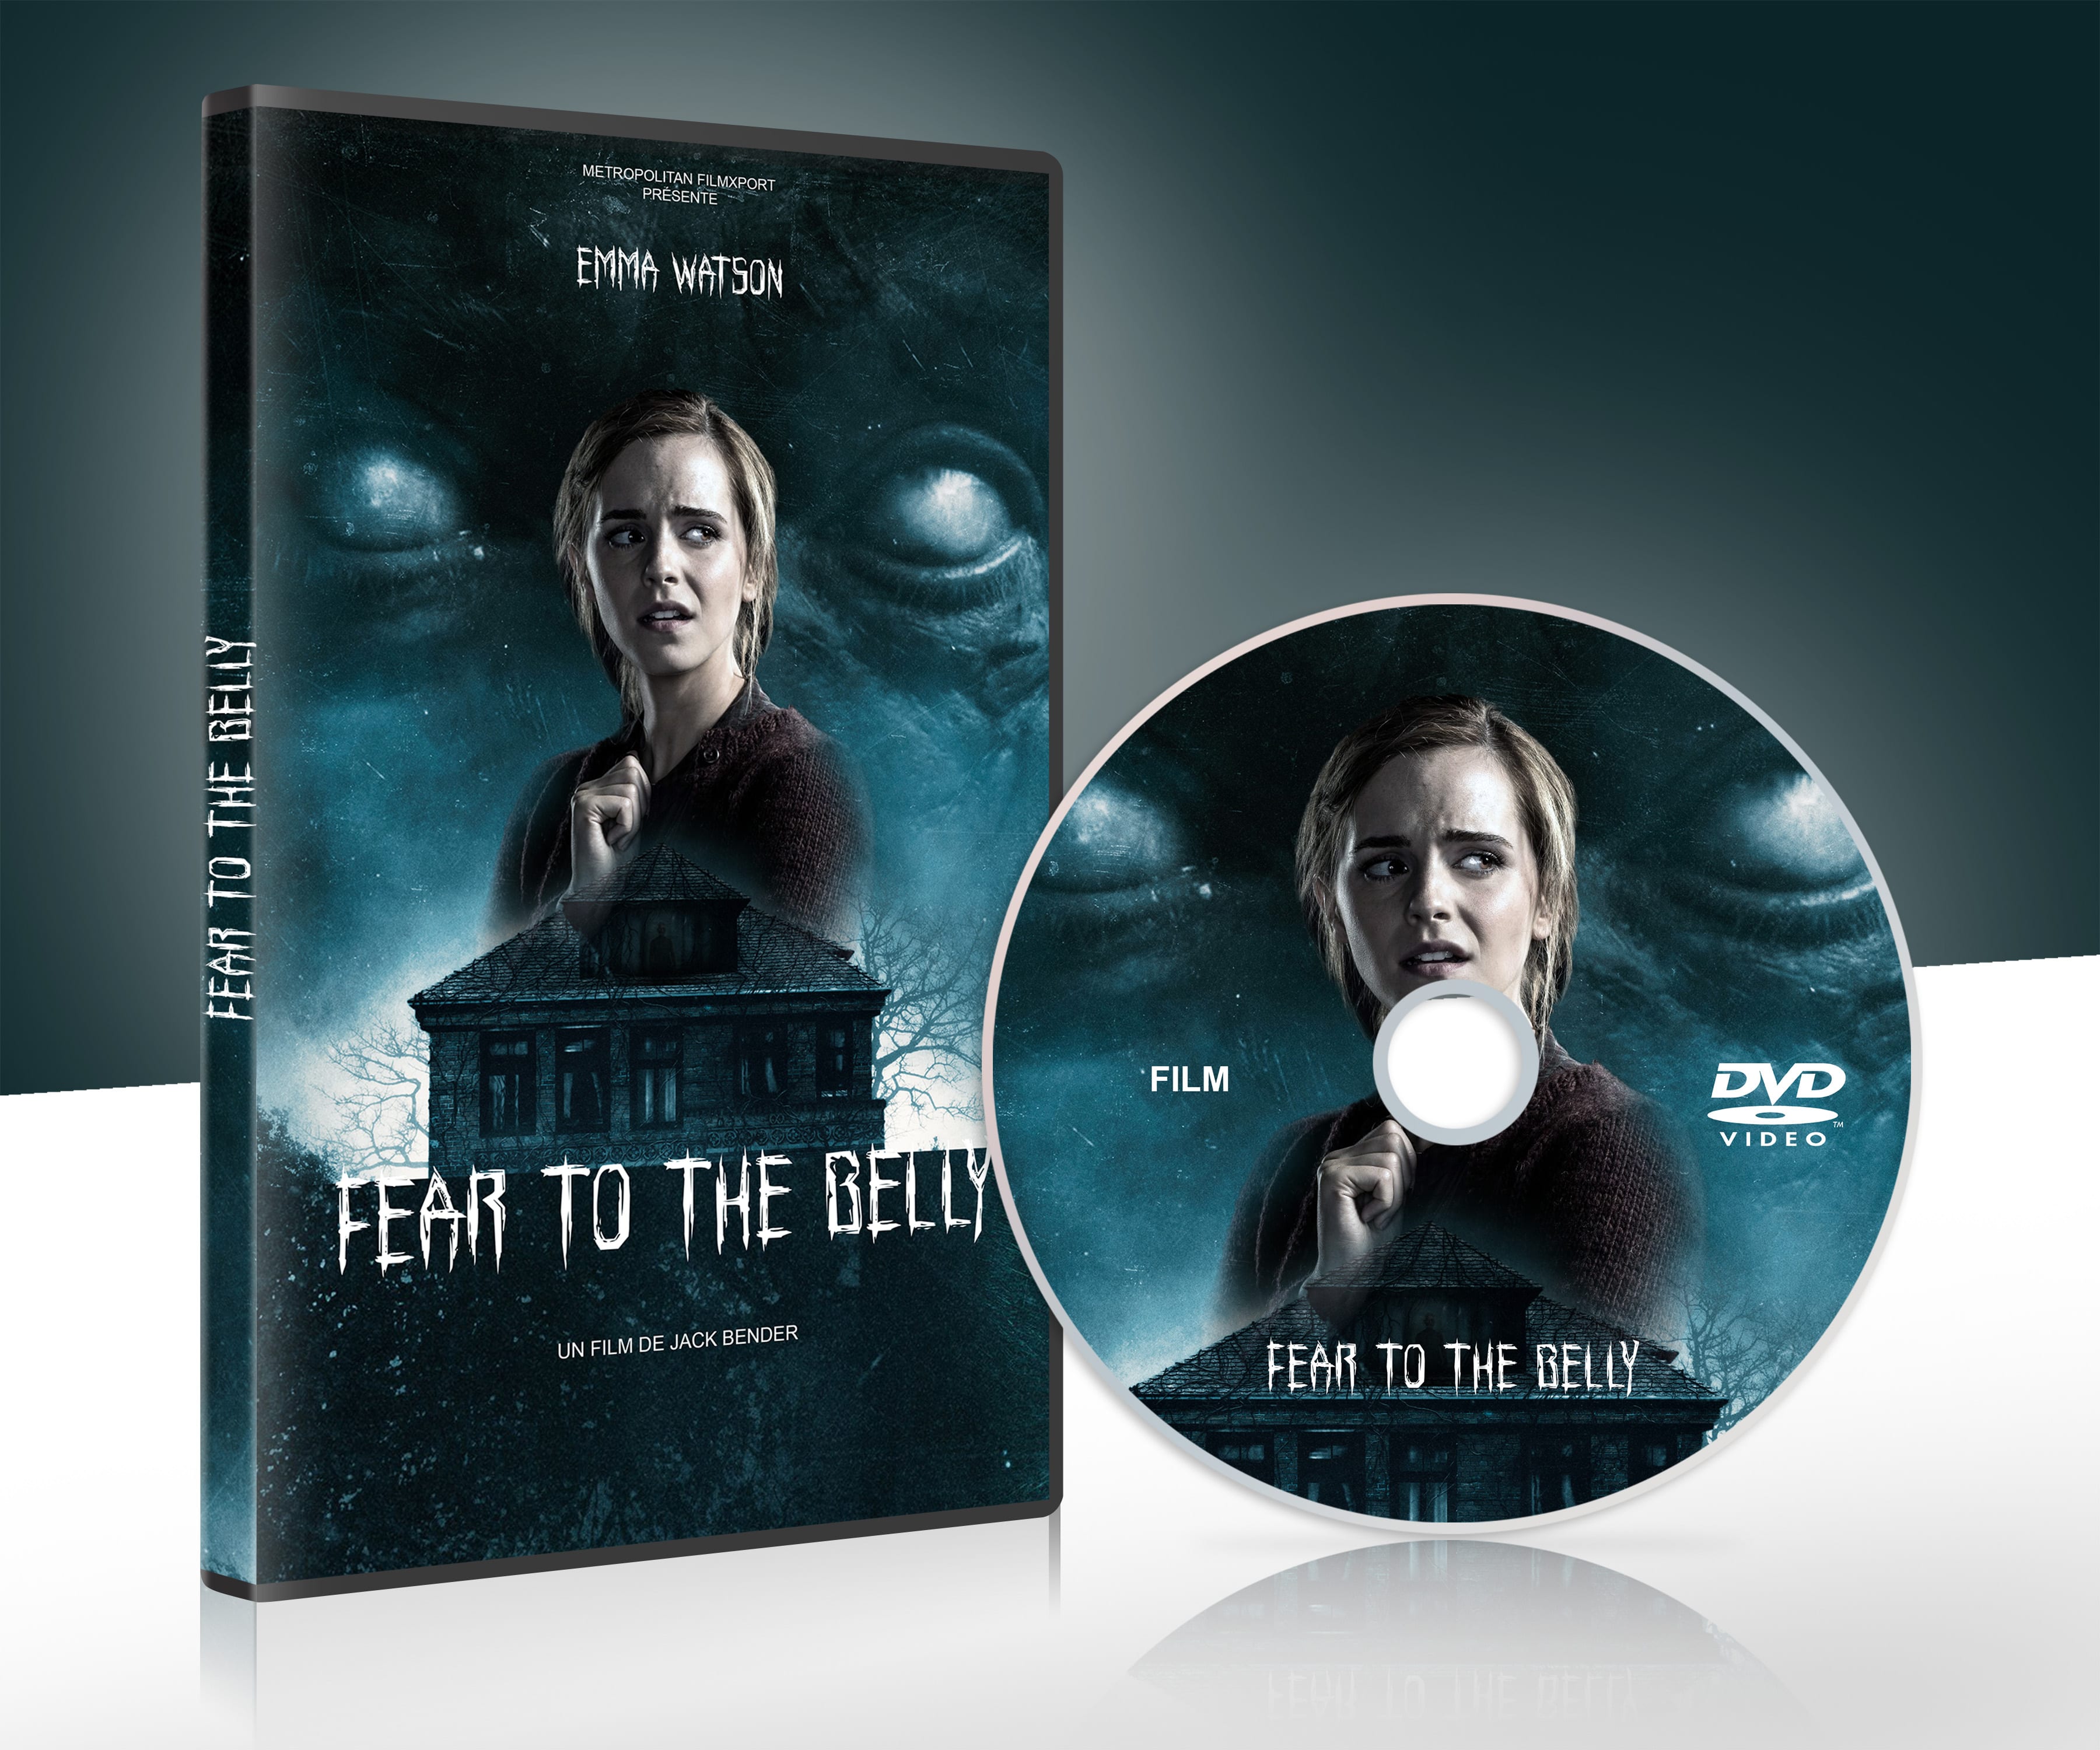 METROPOLITAN FILMXPORT
PRÉSENTE
EMMA WATSON
FEAR TO THE BELLY
FEAR TO THE BELLY
UN FILM DE JACK BENDER
FILM
DVD
VIDEO
TM
FEAR TO THE BELLY